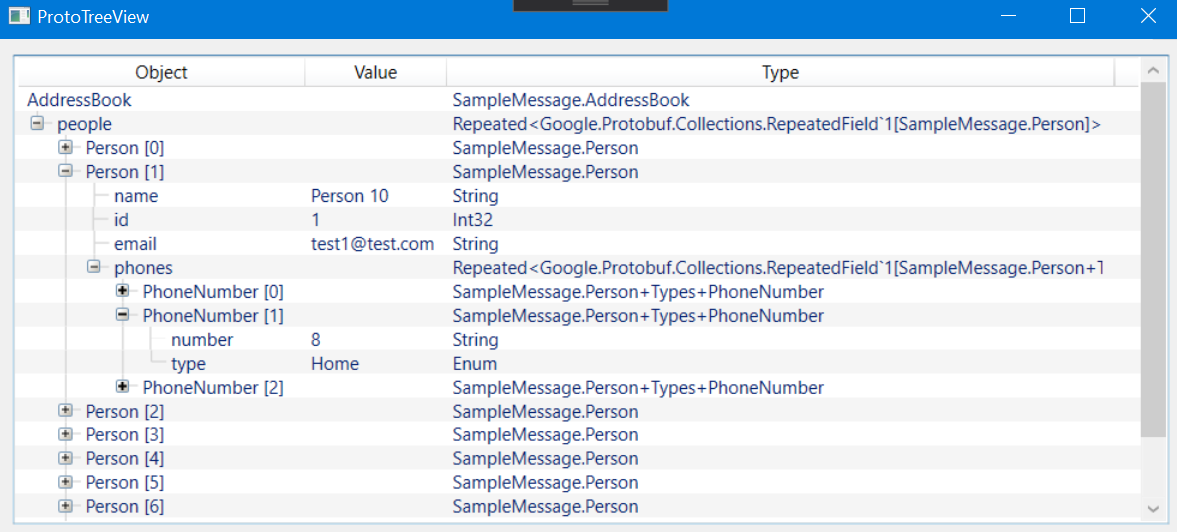 ProtoTreeView
Object Value Type
AddressBook SampleMessage.AddressBook
people Repeated<Google.Protobuf.Collections.RepeatedField`1[SampleMessage.Person]>
Person [0] SampleMessage.Person
Person [1] SampleMessage.Person
name Person 10 String
id 1 Int32
email test1@test.com String
phones Repeated<Google.Protobuf.Collections.RepeatedField`1[SampleMessage.Person+T
PhoneNumber [0] SampleMessage.Person+Types+PhoneNumber
PhoneNumber [1] SampleMessage.Person+Types+PhoneNumber
number 8 String
type Home Enum
PhoneNumber [2] SampleMessage.Person+Types+PhoneNumber
Person [2] SampleMessage.Person
Person [3] SampleMessage.Person
Person [4] SampleMessage.Person
Person [5] SampleMessage.Person
Person [6] SampleMessage.Person